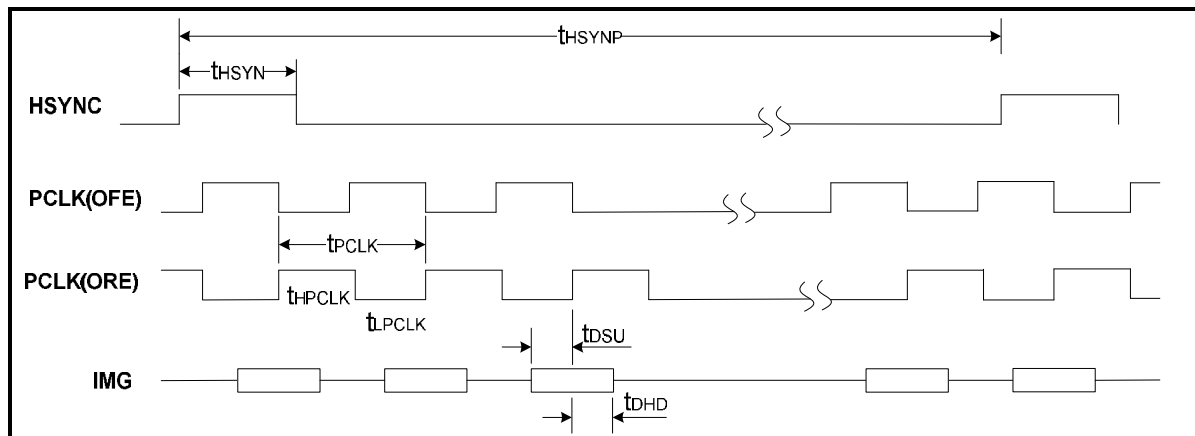 tHSYNP
tHSYN
HSYNC
PCLK(OFE)
tPCLK
PCLK(ORE)
tHPCLK
tLPCLK
tDSU
IMG
tDHD